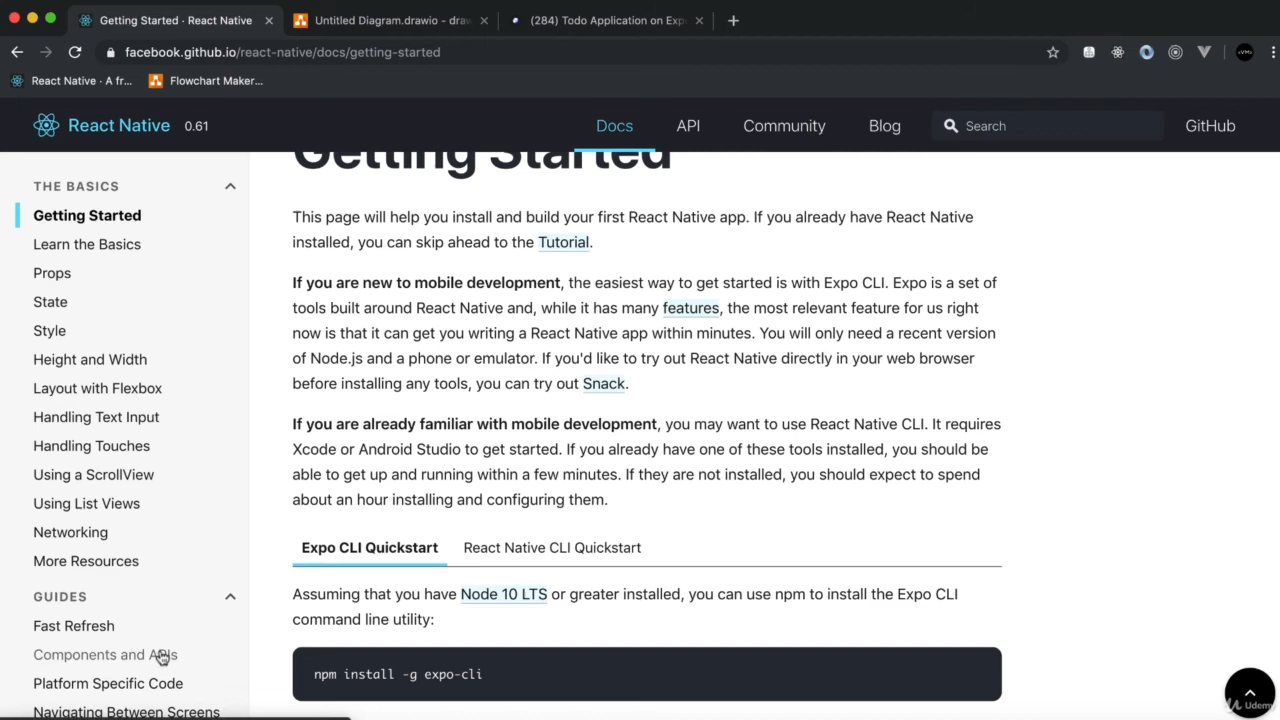 Getting Started · React Native
Untitled Diagram.drawio - draw
(284) Todo Application on Exp
facebook.github.io/react-native/docs/getting-started
React Native · A fr...
Flowchart Maker...
React Native 0.61
Docs
API
Community
Blog
Search
GitHub
THE BASICS
Getting Started
Learn the Basics
Props
State
Style
Height and Width
Layout with Flexbox
Handling Text Input
Handling Touches
Using a ScrollView
Using List Views
Networking
More Resources
GUIDES
Fast Refresh
Components and APIs
Platform Specific Code
Navigating Between Screens
Getting Started
This page will help you install and build your first React Native app. If you already have React Native
installed, you can skip ahead to the Tutorial.
If you are new to mobile development, the easiest way to get started is with Expo CLI. Expo is a set of
tools built around React Native and, while it has many features, the most relevant feature for us right
now is that it can get you writing a React Native app within minutes. You will only need a recent version
of Node.js and a phone or emulator. If you'd like to try out React Native directly in your web browser
before installing any tools, you can try out Snack.
If you are already familiar with mobile development, you may want to use React Native CLI. It requires
Xcode or Android Studio to get started. If you already have one of these tools installed, you should be
able to get up and running within a few minutes. If they are not installed, you should expect to spend
about an hour installing and configuring them.
Expo CLI Quickstart
React Native CLI Quickstart
Assuming that you have Node 10 LTS or greater installed, you can use npm to install the Expo CLI
command line utility:
npm install -g expo-cli
Udemy